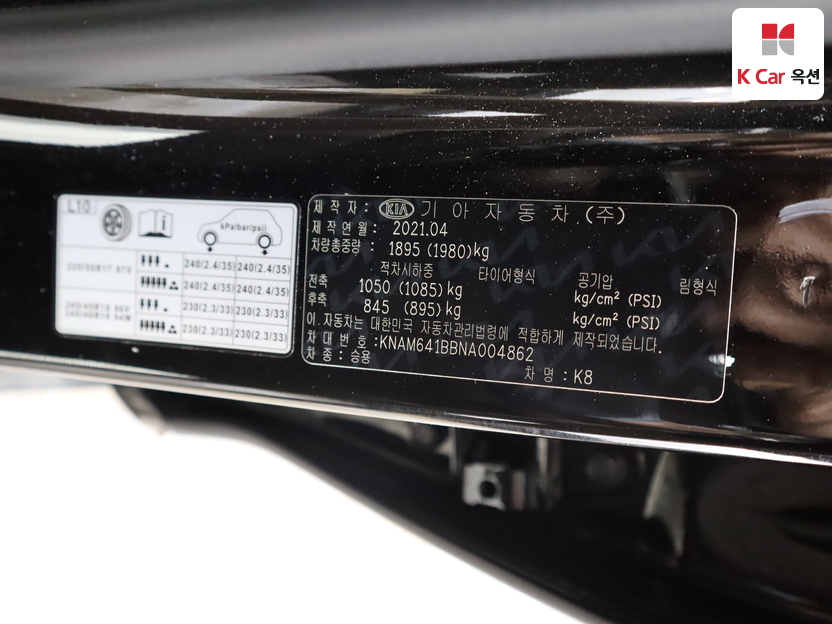 K Car 옥션
L10
kPa(bar/psi)
97V
240(2.4/35) 240(2.4/35)
240(2.4/35) 240(2.4/35)
230(2.3/33) 230(2.3/33)
230(2.3/33) 230(2.3/33)
제 작 자 : KIA 기 아 자 동 차 (주)
제 작 연 월 : 2021.04
차량총중량 : 1895 (1980)kg
적차시하중 타이어형식 공기압 림형식
전축 1050 (1085)kg kg/cm² (PSI)
후축 845 (895)kg kg/cm² (PSI)
이 자동차는 대한민국 자동차관리법령에 적합하게 제작되었습니다.
차 대 번 호 :KNAM641BBNA004862
차 종 : 승용 차 명 : K8